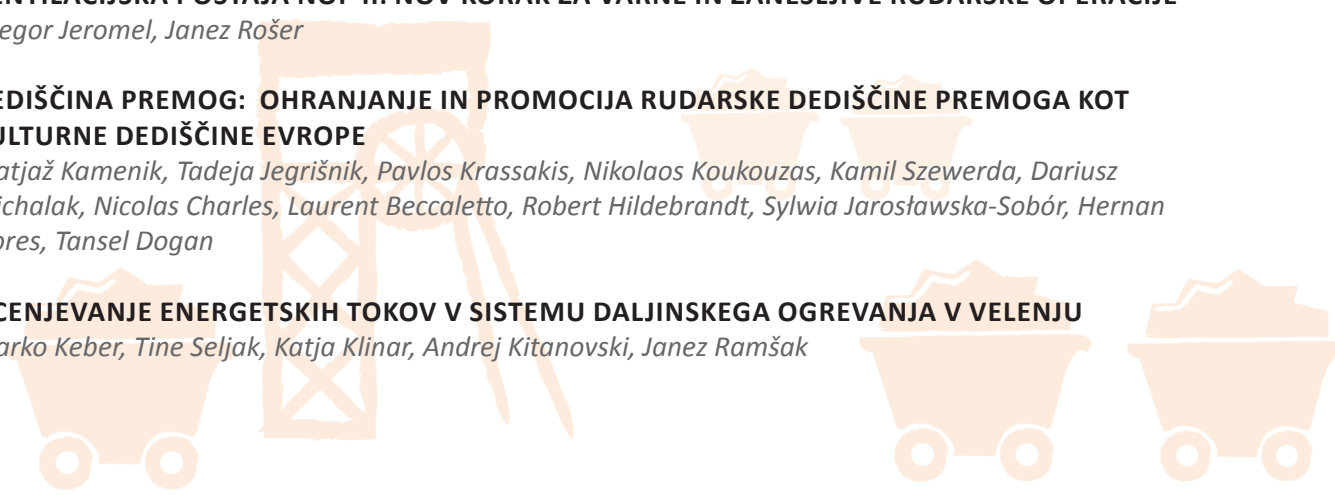 egor Jeromel, Janez Rošer
EDIŠČINA PREMOG: OHRANJANJE IN PROMOCIJA RUDARSKE DEDIŠČINE PREMOGA KOT
ULTURNE DEDIŠČINE EVROPE
atjaž Kamenik, Tadeja Jegrišnik, Pavlos Krassakis, Nikolaos Koukouzas, Kamil Szewerda, Dariusz
ichalak, Nicolas Charles, Laurent Beccaletto, Robert Hildebrandt, Sylwia Jarosławska-Sobór, Hernan
ores, Tansel Dogan
CENJEVANJE ENERGETSKIH TOKOV V SISTEMU DALJINSKEGA OGREVANJA V VELENJU
arko Keber, Tine Seljak, Katja Klinar, Andrej Kitanovski, Janez Ramšak